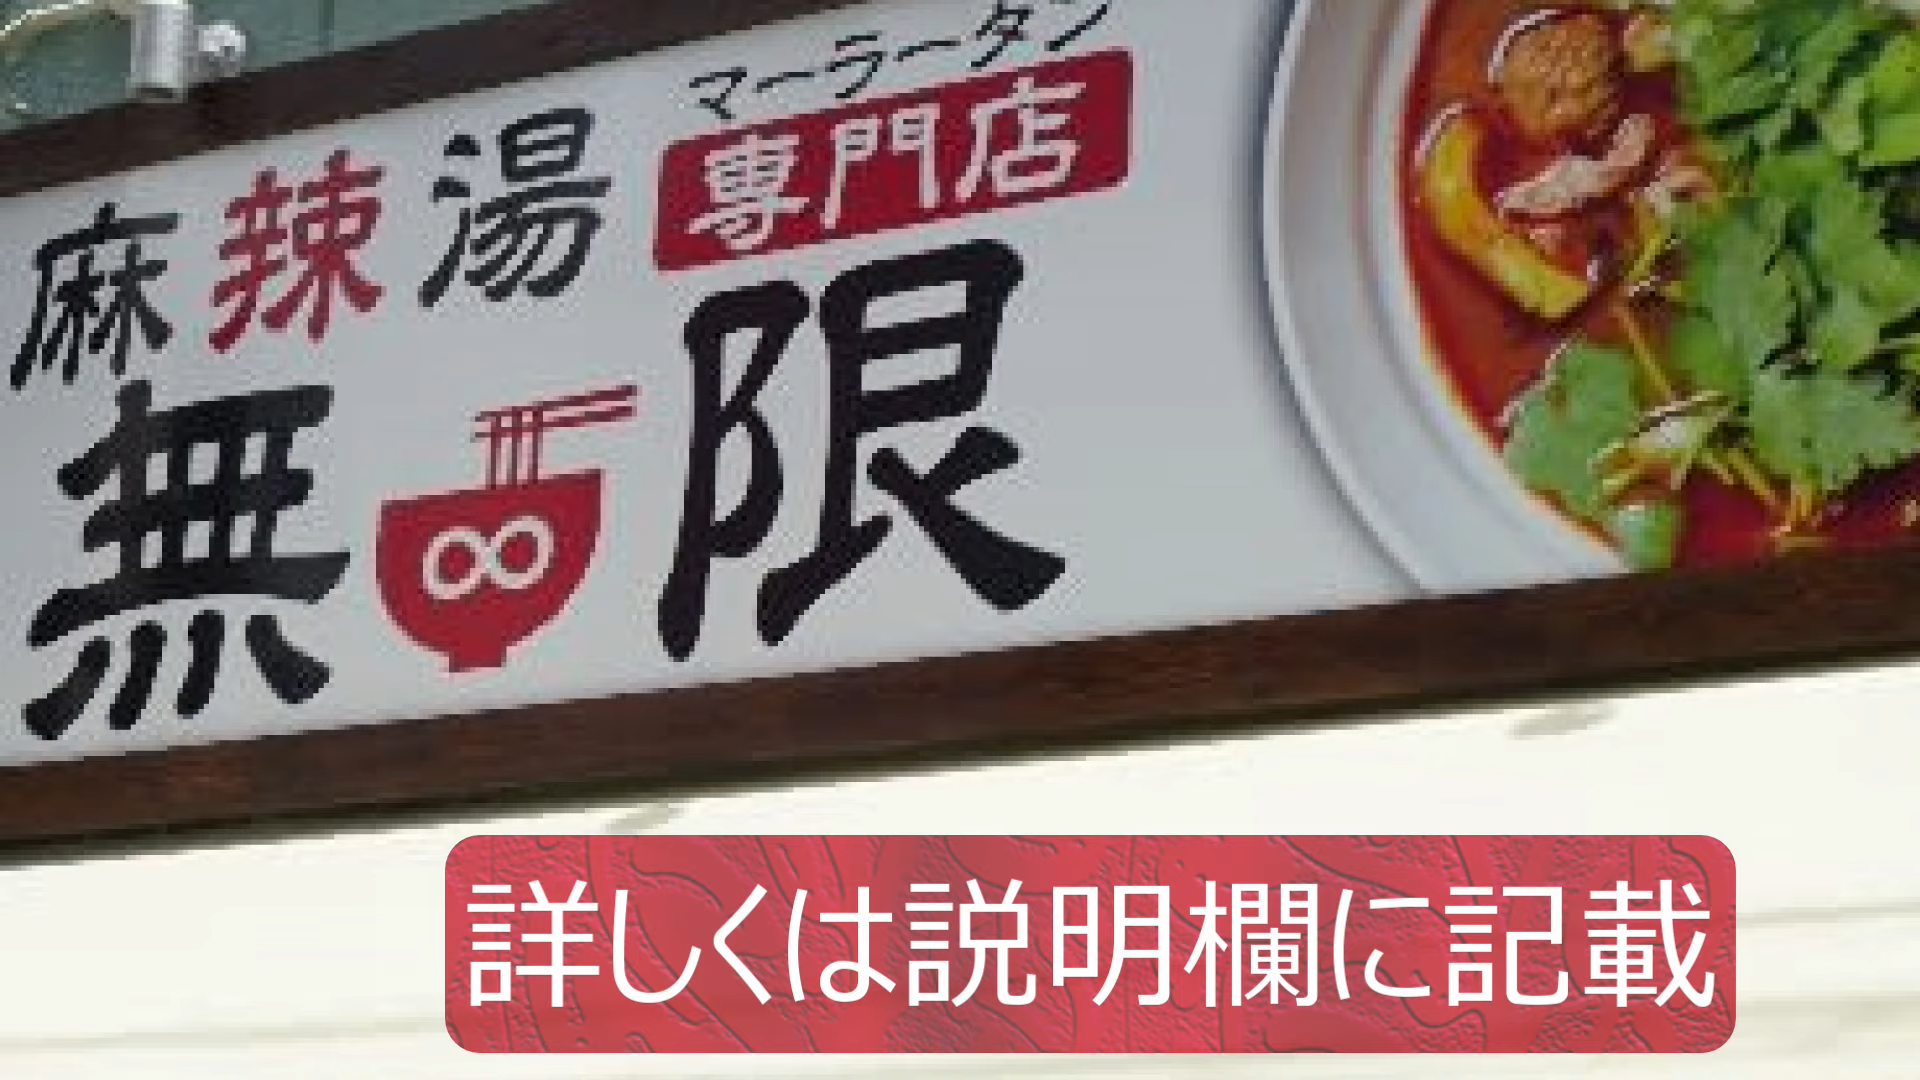 マーラータン
麻辣湯 専門店
無限
詳しくは説明欄に記載